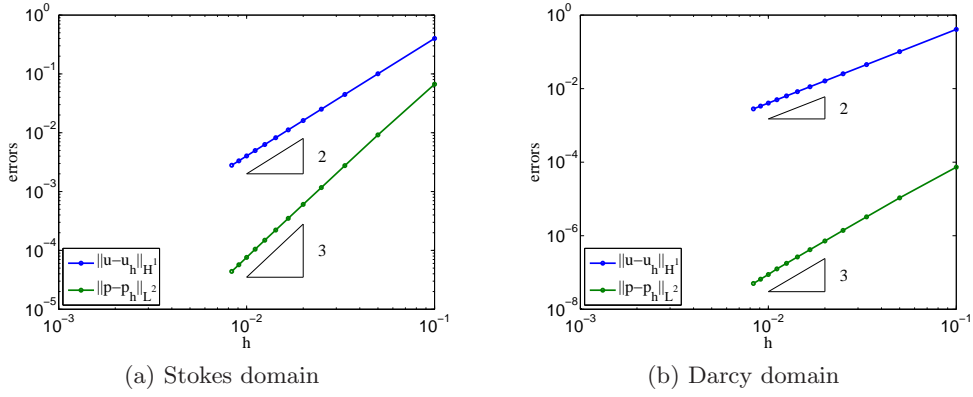 10^0
10^-1
10^-2
10^-3
10^-4
10^-5
errors
2
3
||u−u_h||_H^1
||p−p_h||_L^2
10^-3
10^-2
10^-1
h
(a) Stokes domain
10^0
10^-2
10^-4
10^-6
10^-8
errors
2
3
||u−u_h||_H^1
||p−p_h||_L^2
10^-3
10^-2
10^-1
h
(b) Darcy domain